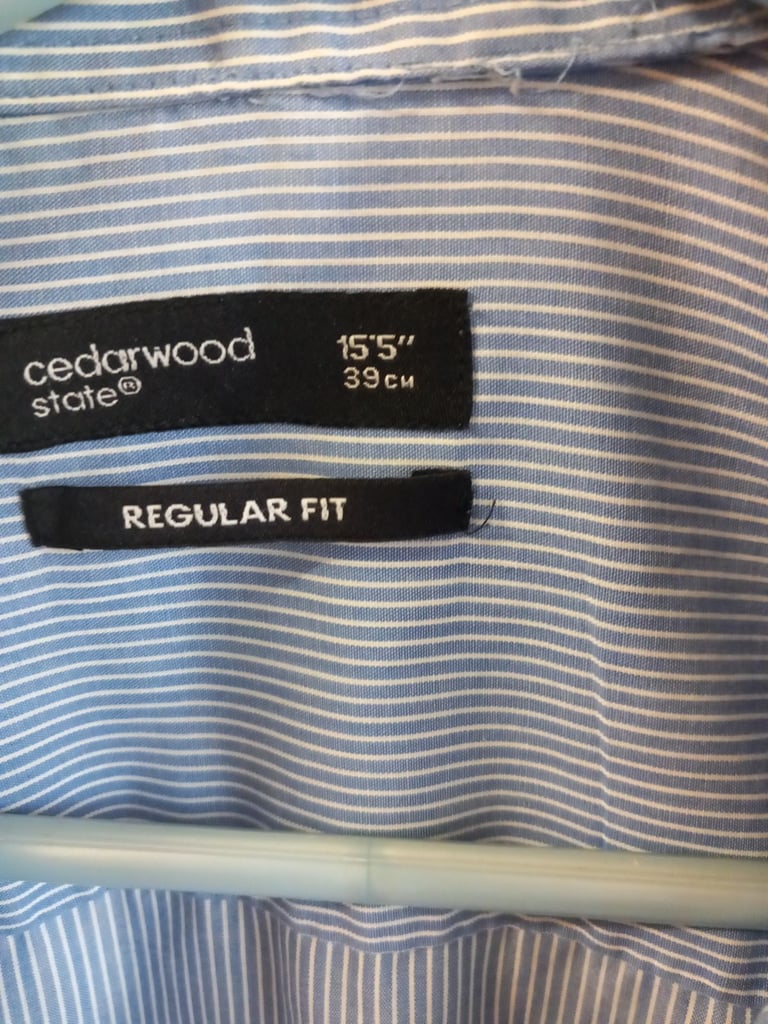 cedarwood
state®
15'5"
39cм
REGULAR FIT